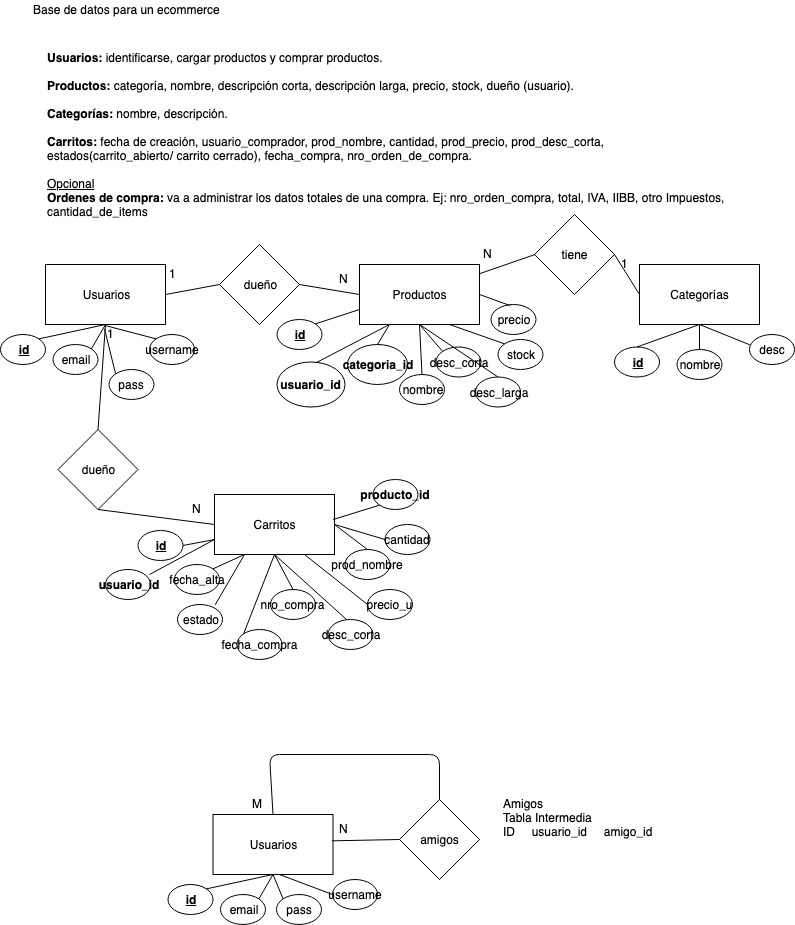 Base de datos para un ecommerce
Usuarios: identificarse, cargar productos y comprar productos.
Productos: categoría, nombre, descripción corta, descripción larga, precio, stock, dueño (usuario).
Categorías: nombre, descripción.
Carritos: fecha de creación, usuario_comprador, prod_nombre, cantidad, prod_precio, prod_desc_corta,
estados(carrito_abierto/ carrito cerrado), fecha_compra, nro_orden_de_compra.
Opcional
Ordenes de compra: va a administrar los datos totales de una compra. Ej: nro_orden_compra, total, IVA, IIBB, otro Impuestos,
cantidad_de_items
Usuarios
1
dueño
N
Productos
N
tiene
1
Categorías
id
email
pass
username
1
id
usuario_id
categoria_id
nombre
desc_corta
desc_larga
stock
precio
id
nombre
desc
dueño
N
Carritos
id
usuario_id
fecha_alta
estado
fecha_compra
nro_compra
desc_corta
precio_u
prod_nombre
cantidad
producto_id
M
Usuarios
N
amigos
id
email
pass
username
Amigos
Tabla Intermedia
ID usuario_id amigo_id